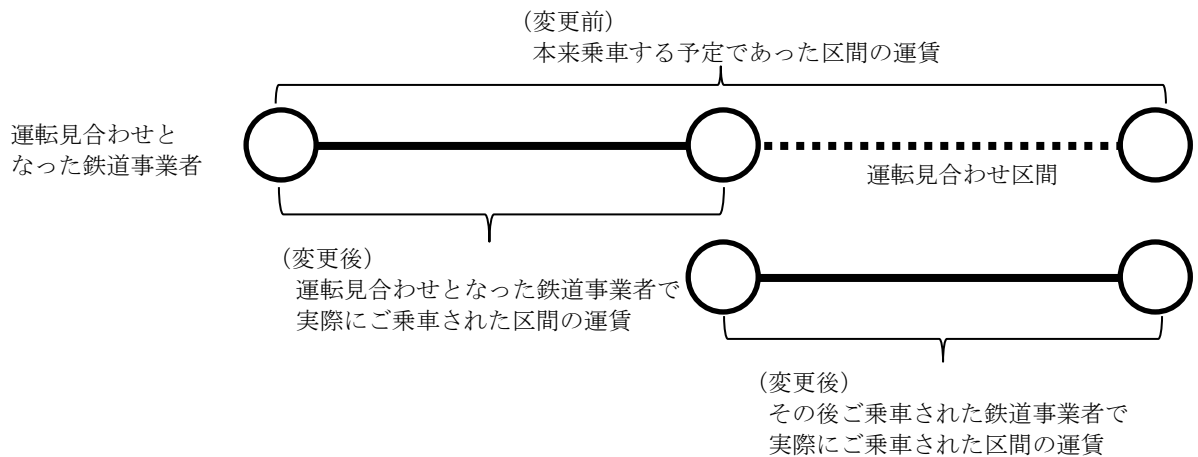 （変更前）
本来乗車する予定であった区間の運賃
運転見合わせと
なった鉄道事業者
運転見合わせ区間
（変更後）
運転見合わせとなった鉄道事業者で
実際にご乗車された区間の運賃
（変更後）
その後ご乗車された鉄道事業者で
実際にご乗車された区間の運賃